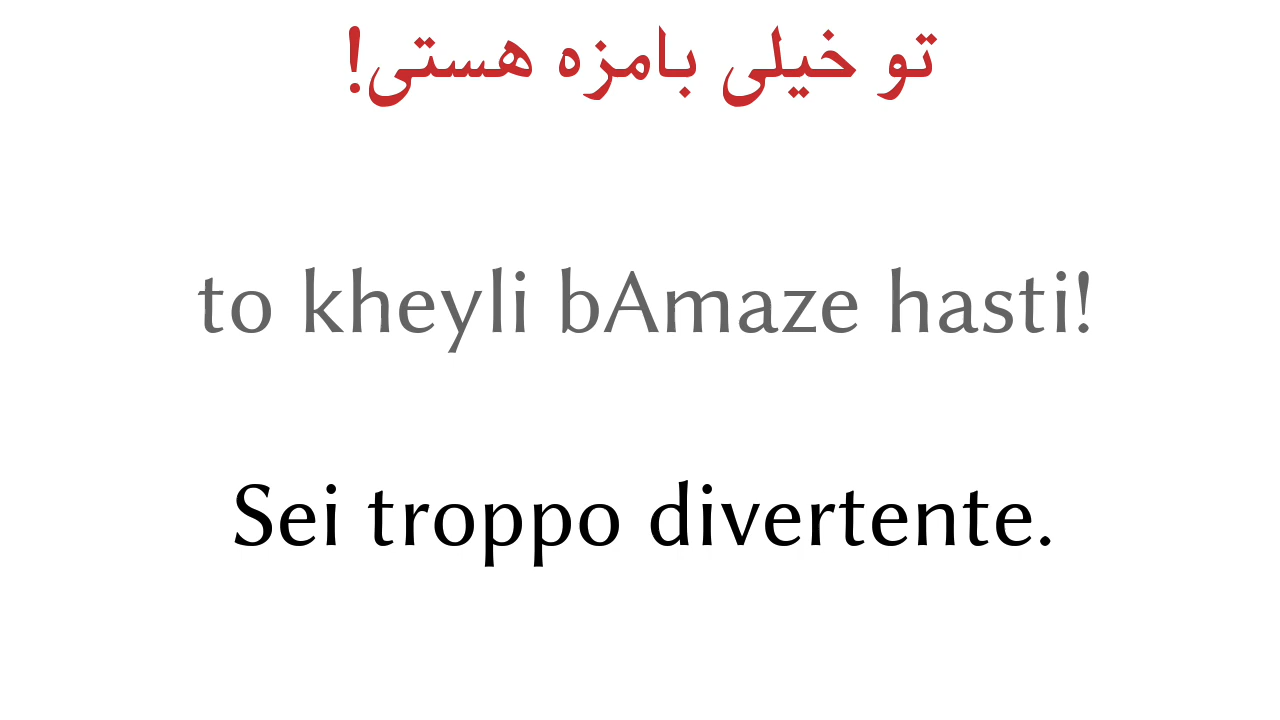 تو خیلی بامزه هستی!
to kheyli bAmaze hasti!
Sei troppo divertente.